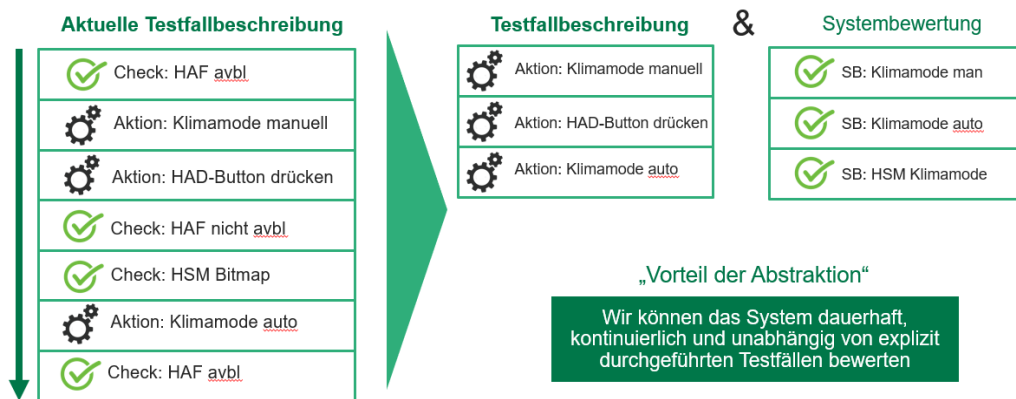 Aktuelle Testfallbeschreibung
Check: HAF avbl
Aktion: Klimamode manuell
Aktion: HAD-Button drücken
Check: HAF nicht avbl
Check: HSM Bitmap
Aktion: Klimamode auto
Check: HAF avbl
Testfallbeschreibung
&
Systembewertung
Aktion: Klimamode manuell
Aktion: HAD-Button drücken
Aktion: Klimamode auto
SB: Klimamode man
SB: Klimamode auto
SB: HSM Klimamode
„Vorteil der Abstraktion“
Wir können das System dauerhaft,
kontinuierlich und unabhängig von explizit
durchgeführten Testfällen bewerten